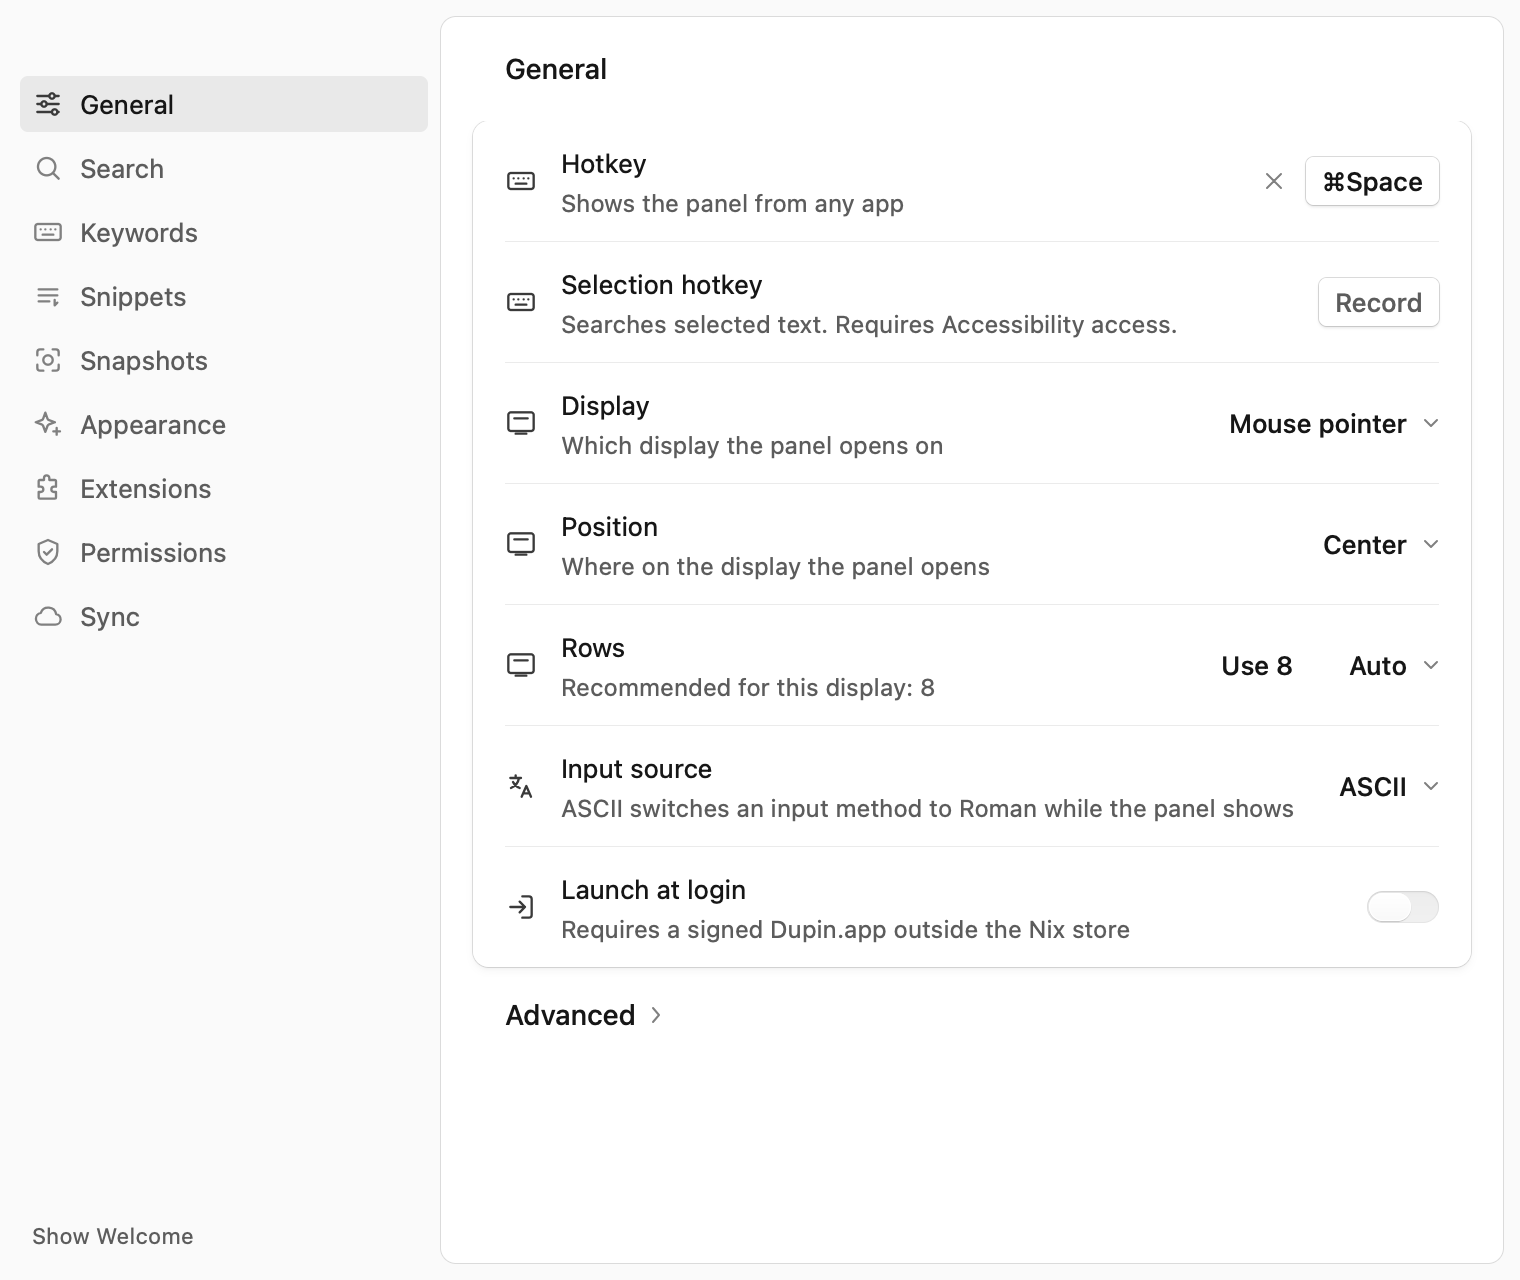 General
Search
Keywords
Snippets
Snapshots
Appearance
Extensions
Permissions
Sync
Show Welcome
General
Hotkey
Shows the panel from any app
⌘Space
Selection hotkey
Searches selected text. Requires Accessibility access.
Record
Display
Which display the panel opens on
Mouse pointer
Position
Where on the display the panel opens
Center
Rows
Recommended for this display: 8
Use 8
Auto
Input source
ASCII switches an input method to Roman while the panel shows
ASCII
Launch at login
Requires a signed Dupin.app outside the Nix store
Advanced